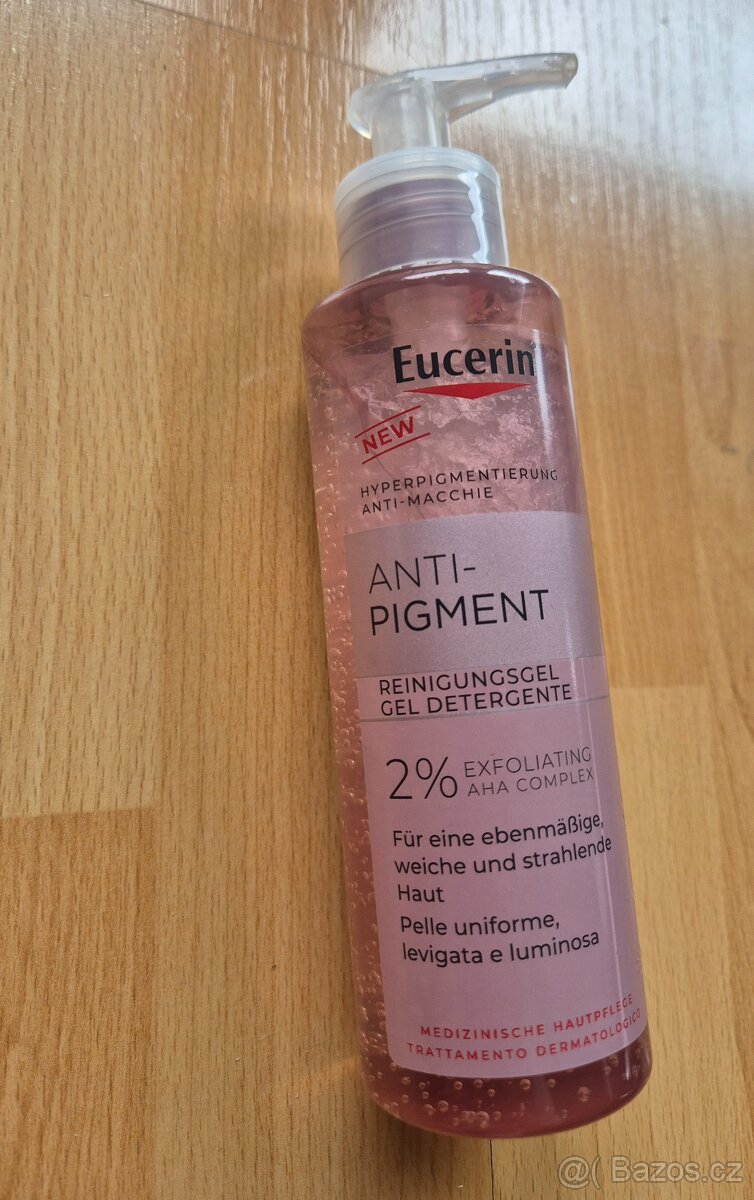 Eucerin
NEW
HYPERPIGMENTIERUNG
ANTI-MACCHIE
ANTI-
PIGMENT
REINIGUNGSGEL
GEL DETERGENTE
2% EXFOLIATING
AHA COMPLEX
Für eine ebenmäßige,
weiche und strahlende
Haut
Pelle uniforme,
levigata e luminosa
MEDIZINISCHE HAUTPFLEGE
TRATTAMENTO DERMATOLOGICO
@( Bazos.cz